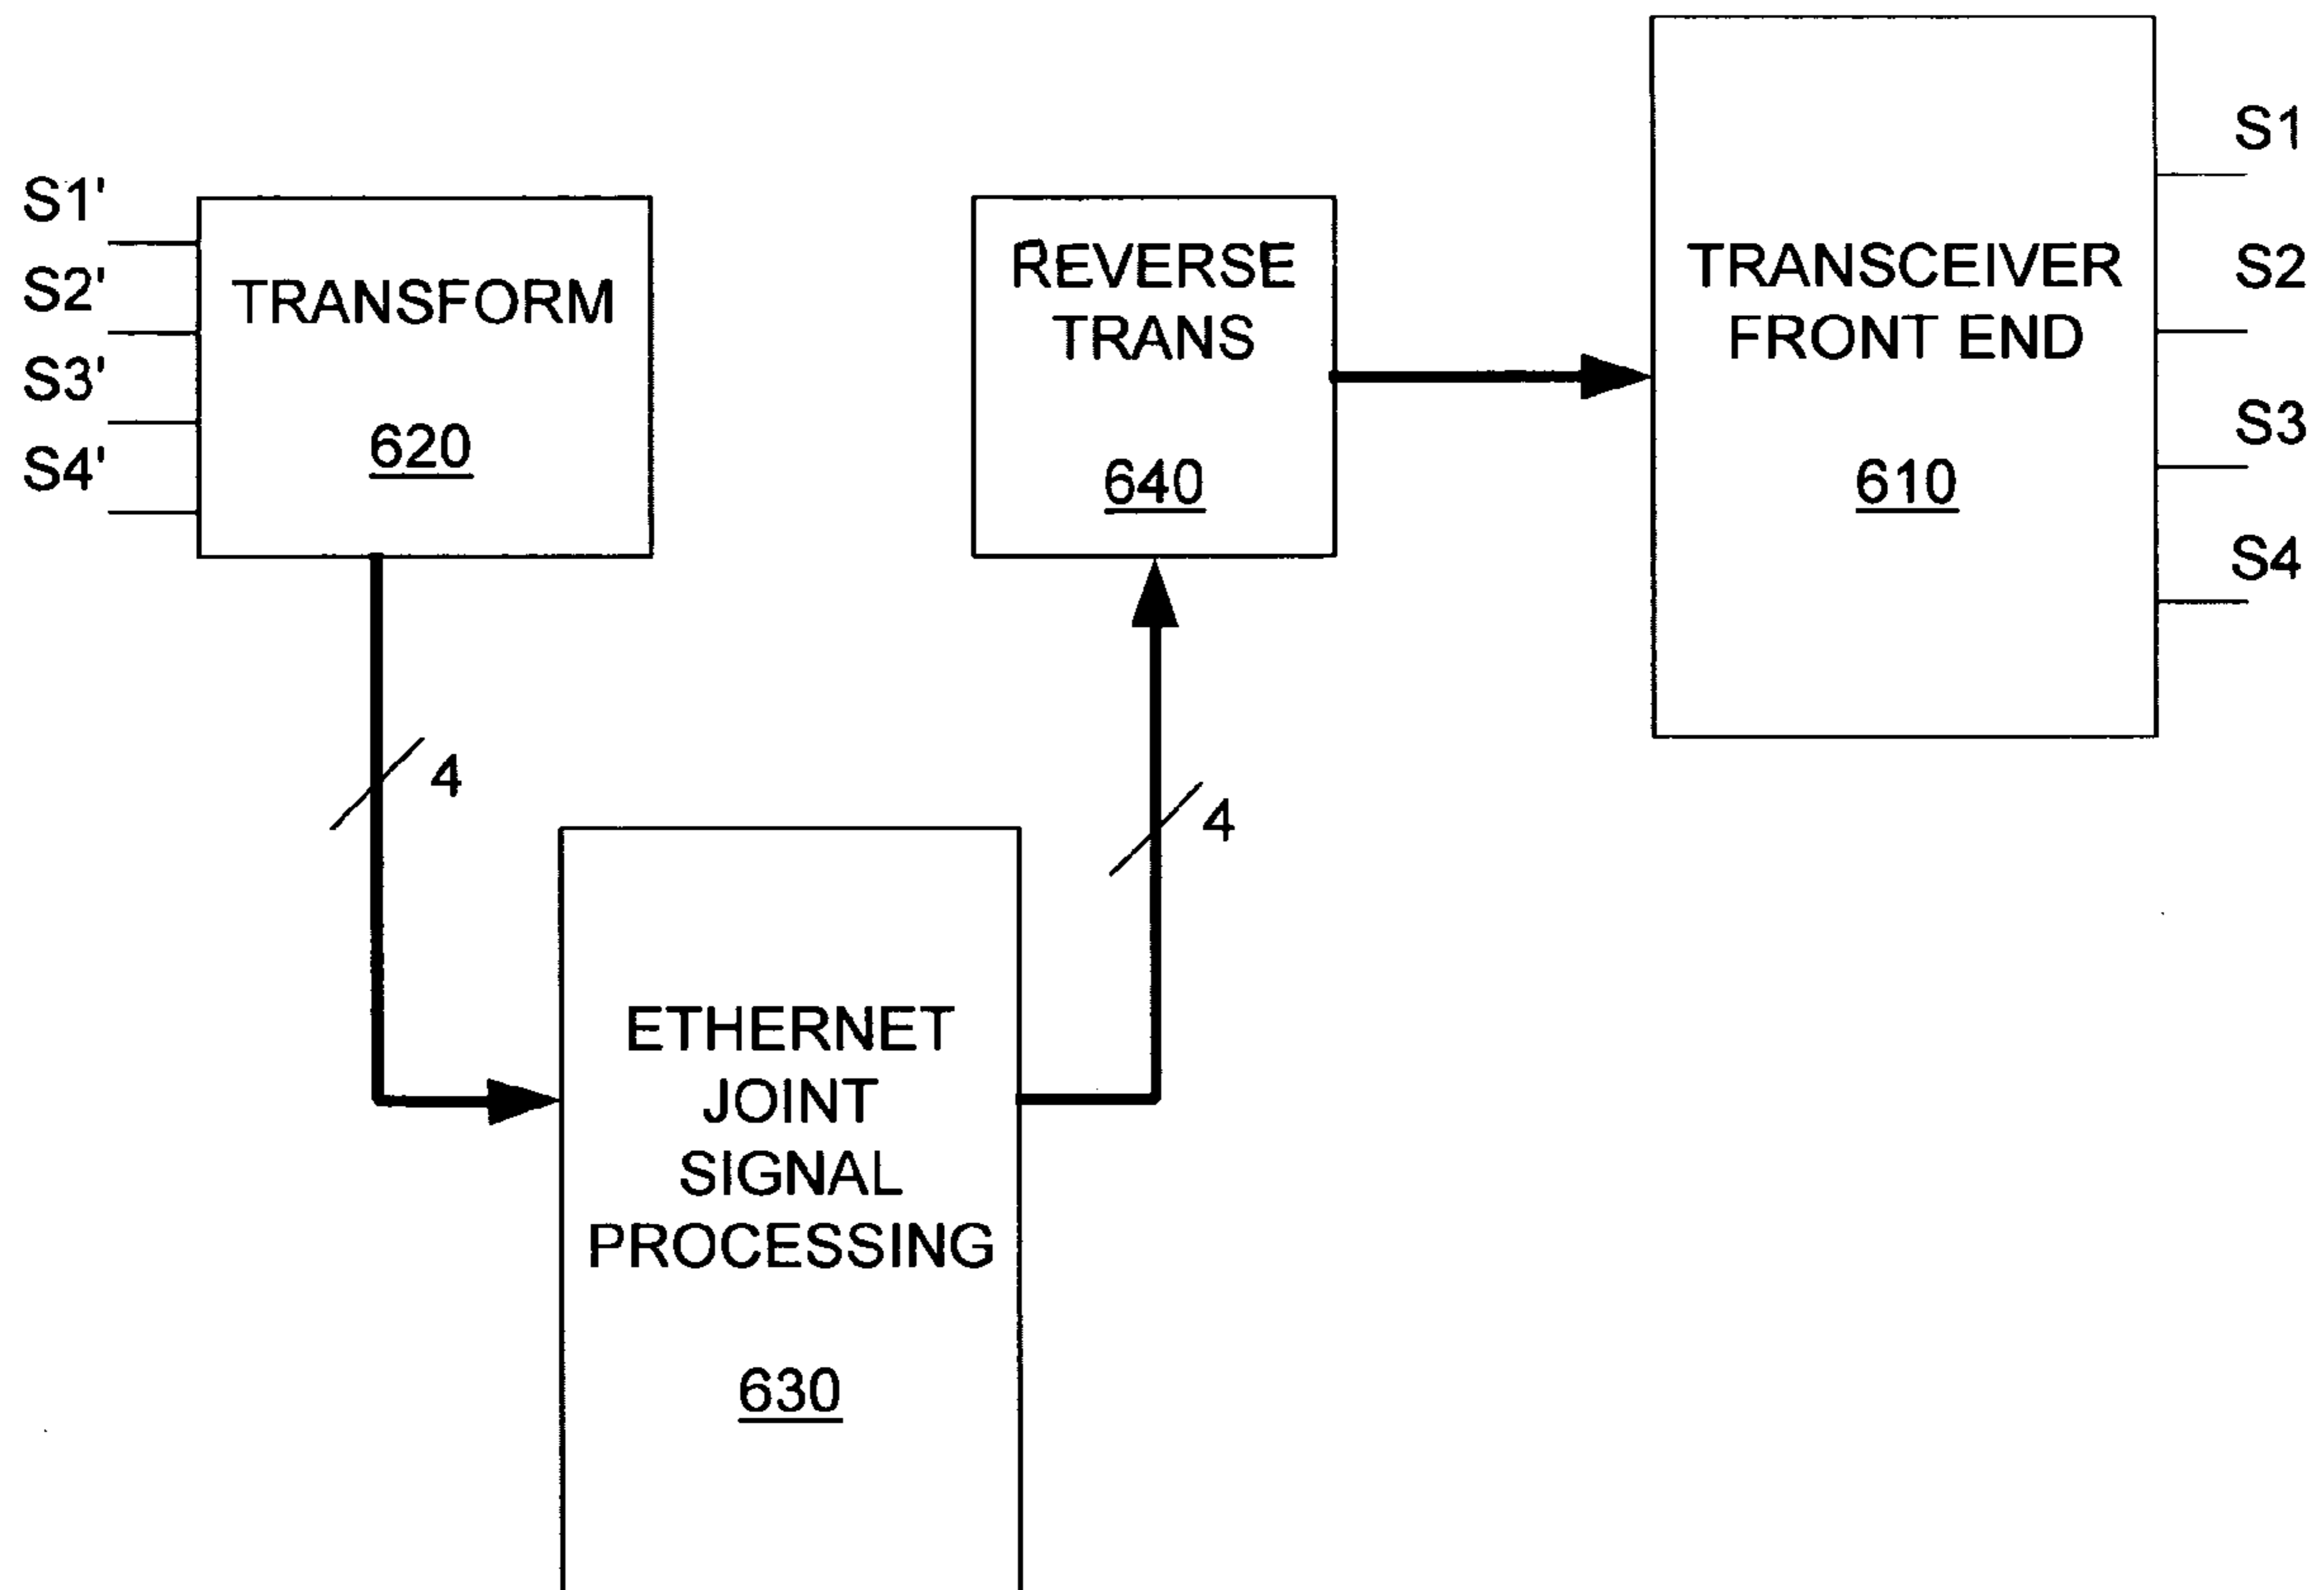 S1'
S2'
S3'
S4'
TRANSFORM
620
REVERSE
TRANS
640
TRANSCEIVER
FRONT END
610
S1
S2
S3
S4
4
4
ETHERNET
JOINT
SIGNAL
PROCESSING
630